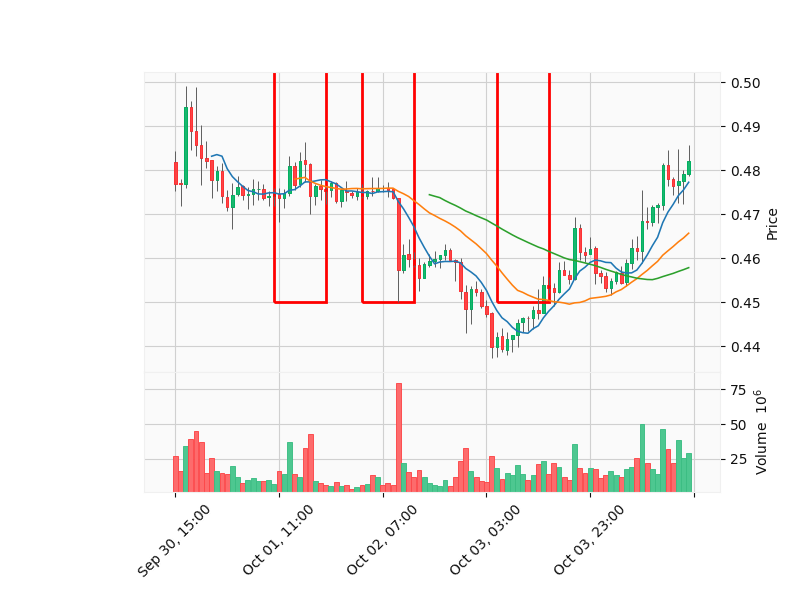 0.50
0.49
0.48
0.47
0.46
0.45
0.44
Price
75
50
25
Volume 10⁶
Sep 30, 15:00
Oct 01, 11:00
Oct 02, 07:00
Oct 03, 03:00
Oct 03, 23:00